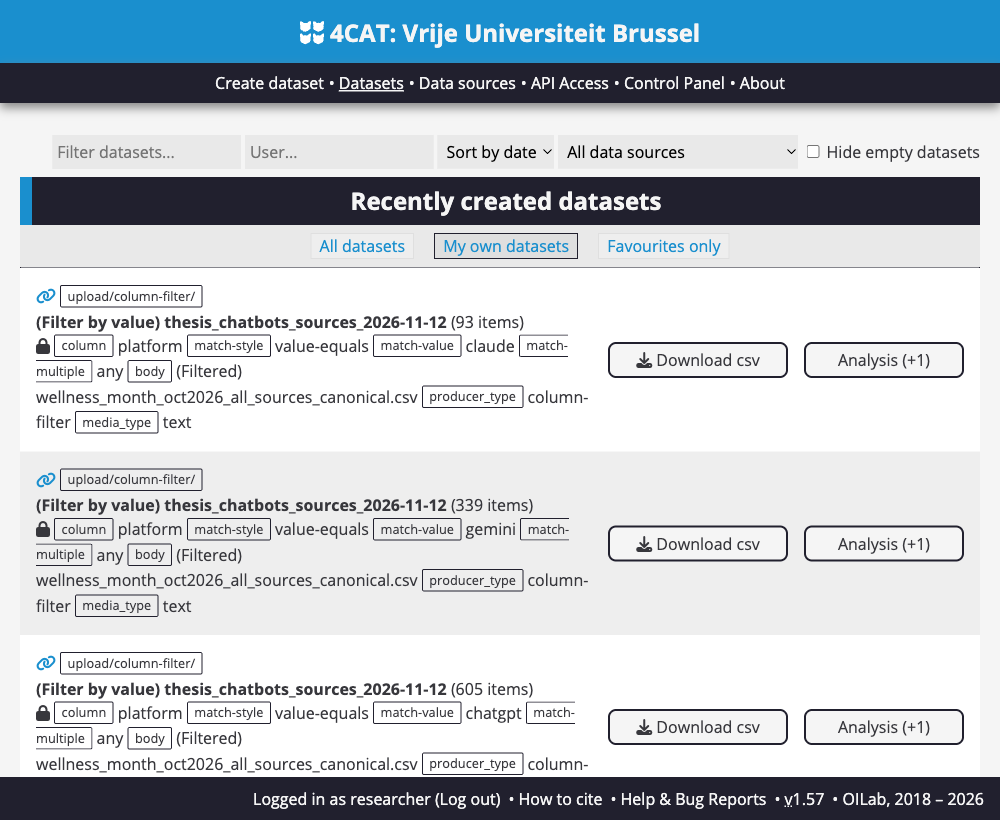 4CAT: Vrije Universiteit Brussel
Create dataset • Datasets • Data sources • API Access • Control Panel • About
Filter datasets... User... Sort by date All data sources Hide empty datasets
Recently created datasets
All datasets My own datasets Favourites only
upload/column-filter/
(Filter by value) thesis_chatbots_sources_2026-11-12 (93 items)
column platform match-style value-equals match-value claude match-
multiple any body (Filtered)
wellness_month_oct2026_all_sources_canonical.csv producer_type column-
filter media_type text
Download csv Analysis (+1)
upload/column-filter/
(Filter by value) thesis_chatbots_sources_2026-11-12 (339 items)
column platform match-style value-equals match-value gemini match-
multiple any body (Filtered)
wellness_month_oct2026_all_sources_canonical.csv producer_type column-
filter media_type text
Download csv Analysis (+1)
upload/column-filter/
(Filter by value) thesis_chatbots_sources_2026-11-12 (605 items)
column platform match-style value-equals match-value chatgpt match-
multiple any body (Filtered)
wellness_month_oct2026_all_sources_canonical.csv producer_type column-
Download csv Analysis (+1)
Logged in as researcher (Log out) • How to cite • Help & Bug Reports • v1.57 • OILab, 2018 – 2026